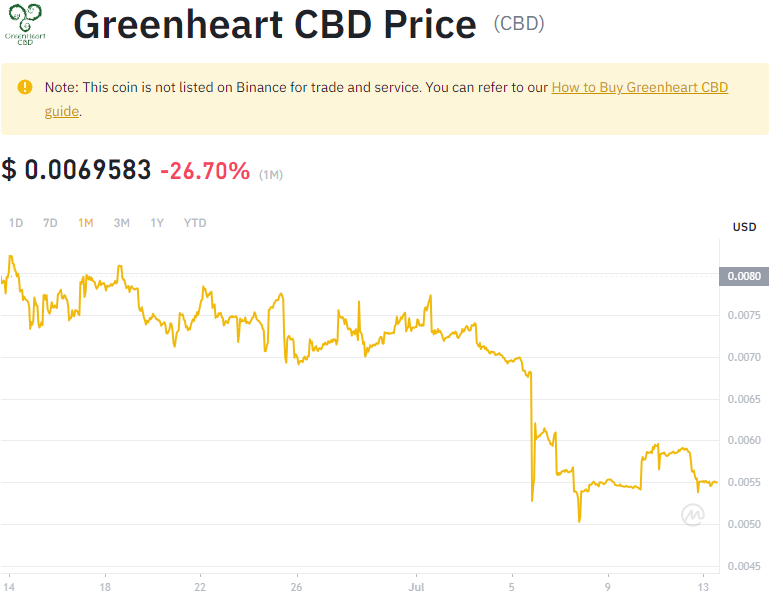 Greenheart CBD Price (CBD)
GREENHEART
CBD
Note: This coin is not listed on Binance for trade and service. You can refer to our How to Buy Greenheart CBD
guide.
$ 0.0069583 -26.70% (1M)
1D 7D 1M 3M 1Y YTD
USD
0.0080
0.0075
0.0070
0.0065
0.0060
0.0055
0.0050
0.0045
14 18 22 26 Jul 5 9 13